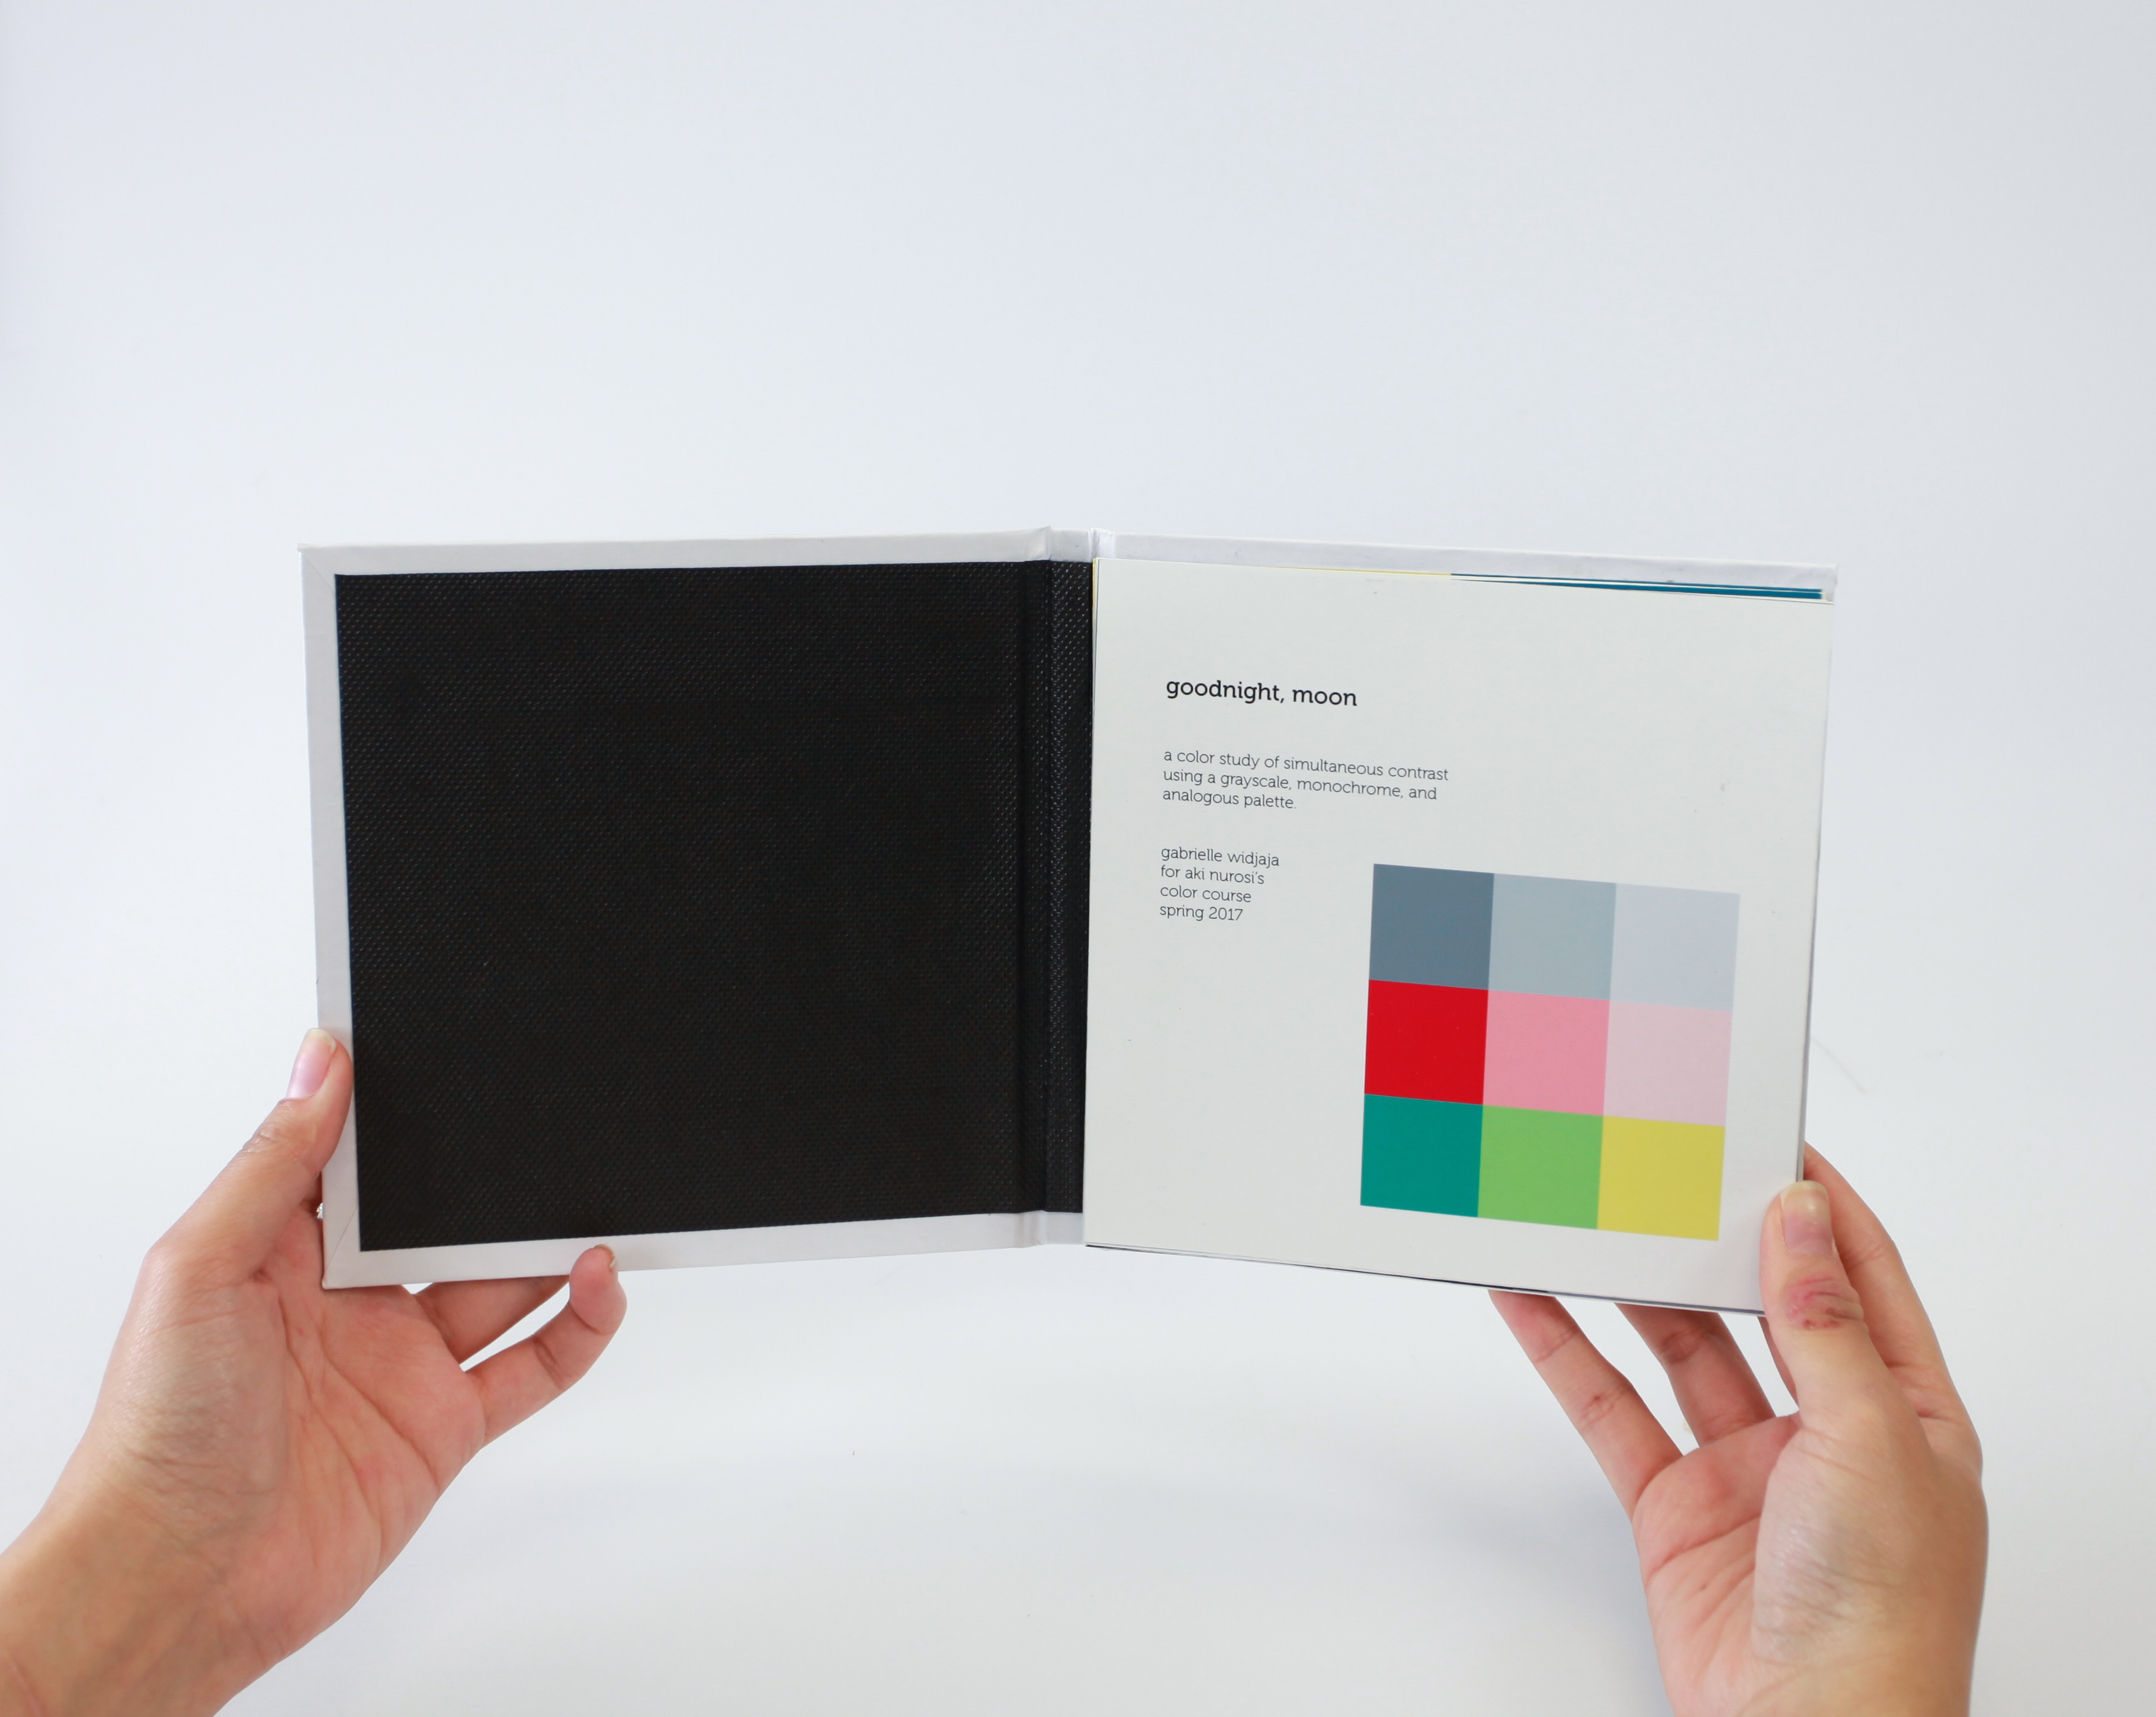 goodnight, moon
a color study of simultaneous contrast
using a grayscale, monochrome, and
analogous palette.
gabrielle widjaja
for aki nurosi's
color course
spring 2017